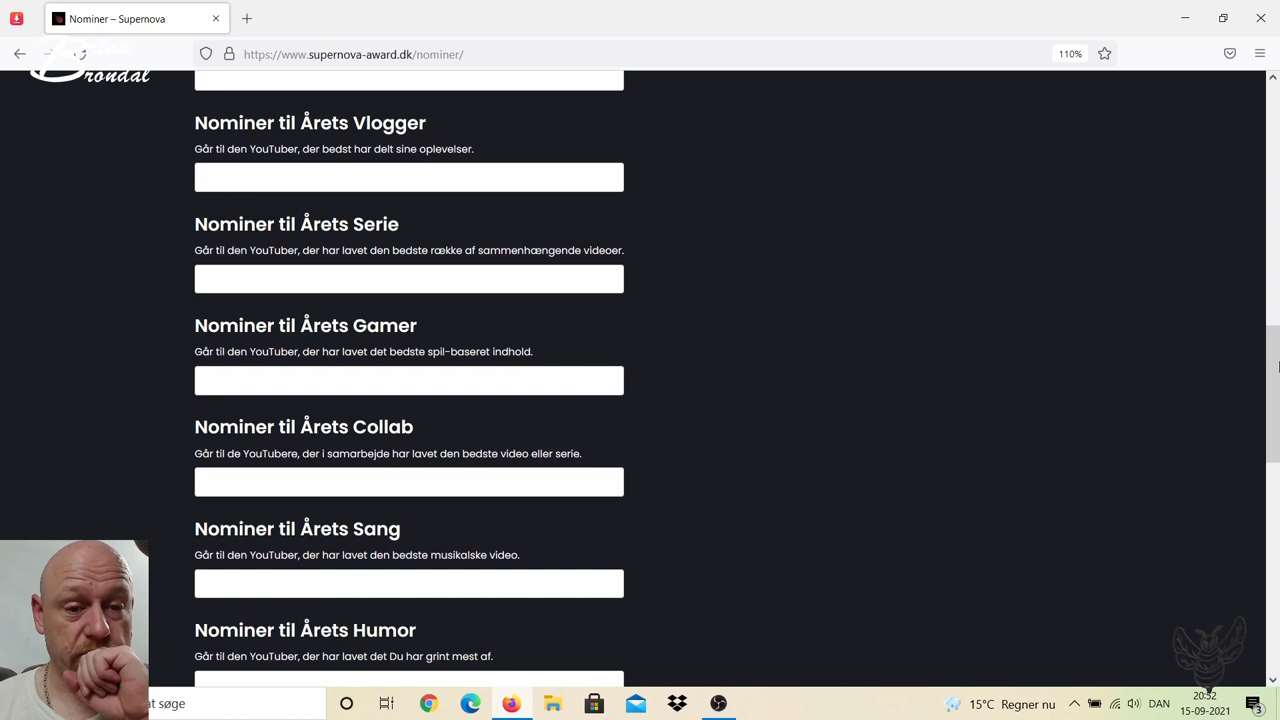 Nominer – Supernova
https://www.supernova-award.dk/nominer/
110%
Brøndal
Nominer til Årets Vlogger
Går til den YouTuber, der bedst har delt sine oplevelser.
Nominer til Årets Serie
Går til den YouTuber, der har lavet den bedste række af sammenhængende videoer.
Nominer til Årets Gamer
Går til den YouTuber, der har lavet det bedste spil-baseret indhold.
Nominer til Årets Collab
Går til de YouTubere, der i samarbejde har lavet den bedste video eller serie.
Nominer til Årets Sang
Går til den YouTuber, der har lavet den bedste musikalske video.
Nominer til Årets Humor
Går til den YouTuber, der har lavet det Du har grint mest af.
at søge
15°C Regner nu
DAN
20:52
15-09-2021
3